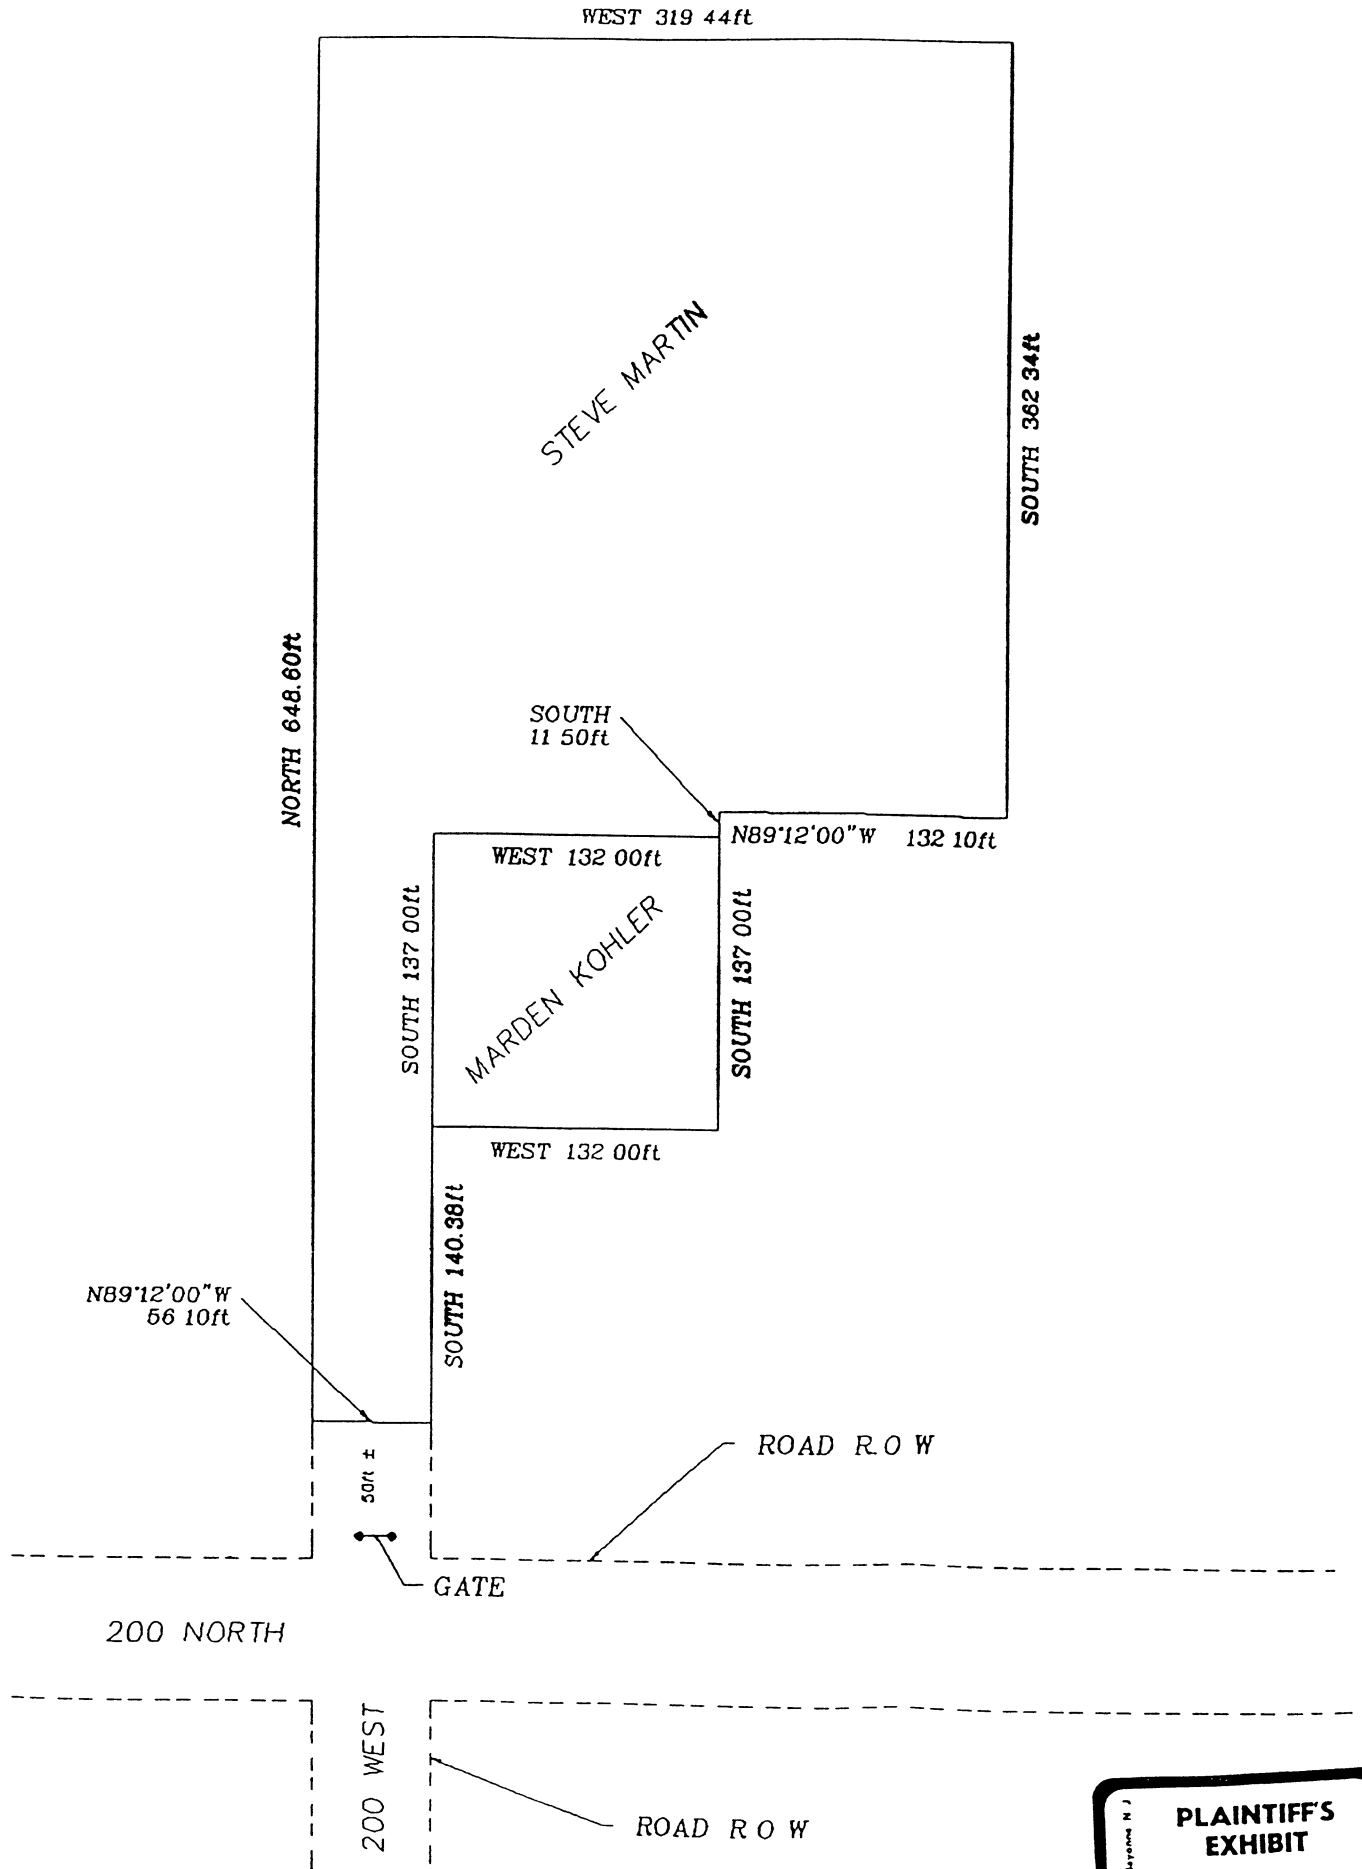 WEST 319 44ft
STEVE MARTIN
SOUTH 362 34ft
NORTH 648.60ft
SOUTH
11 50ft
N89°12'00"W 132 10ft
WEST 132 00ft
SOUTH 137 00ft
MARDEN KOHLER
SOUTH 137 00ft
WEST 132 00ft
SOUTH 140.38ft
N89°12'00"W
56 10ft
ROAD R.O W
50ft ±
GATE
200 NORTH
200 WEST
ROAD R O W
PLAINTIFF'S
EXHIBIT